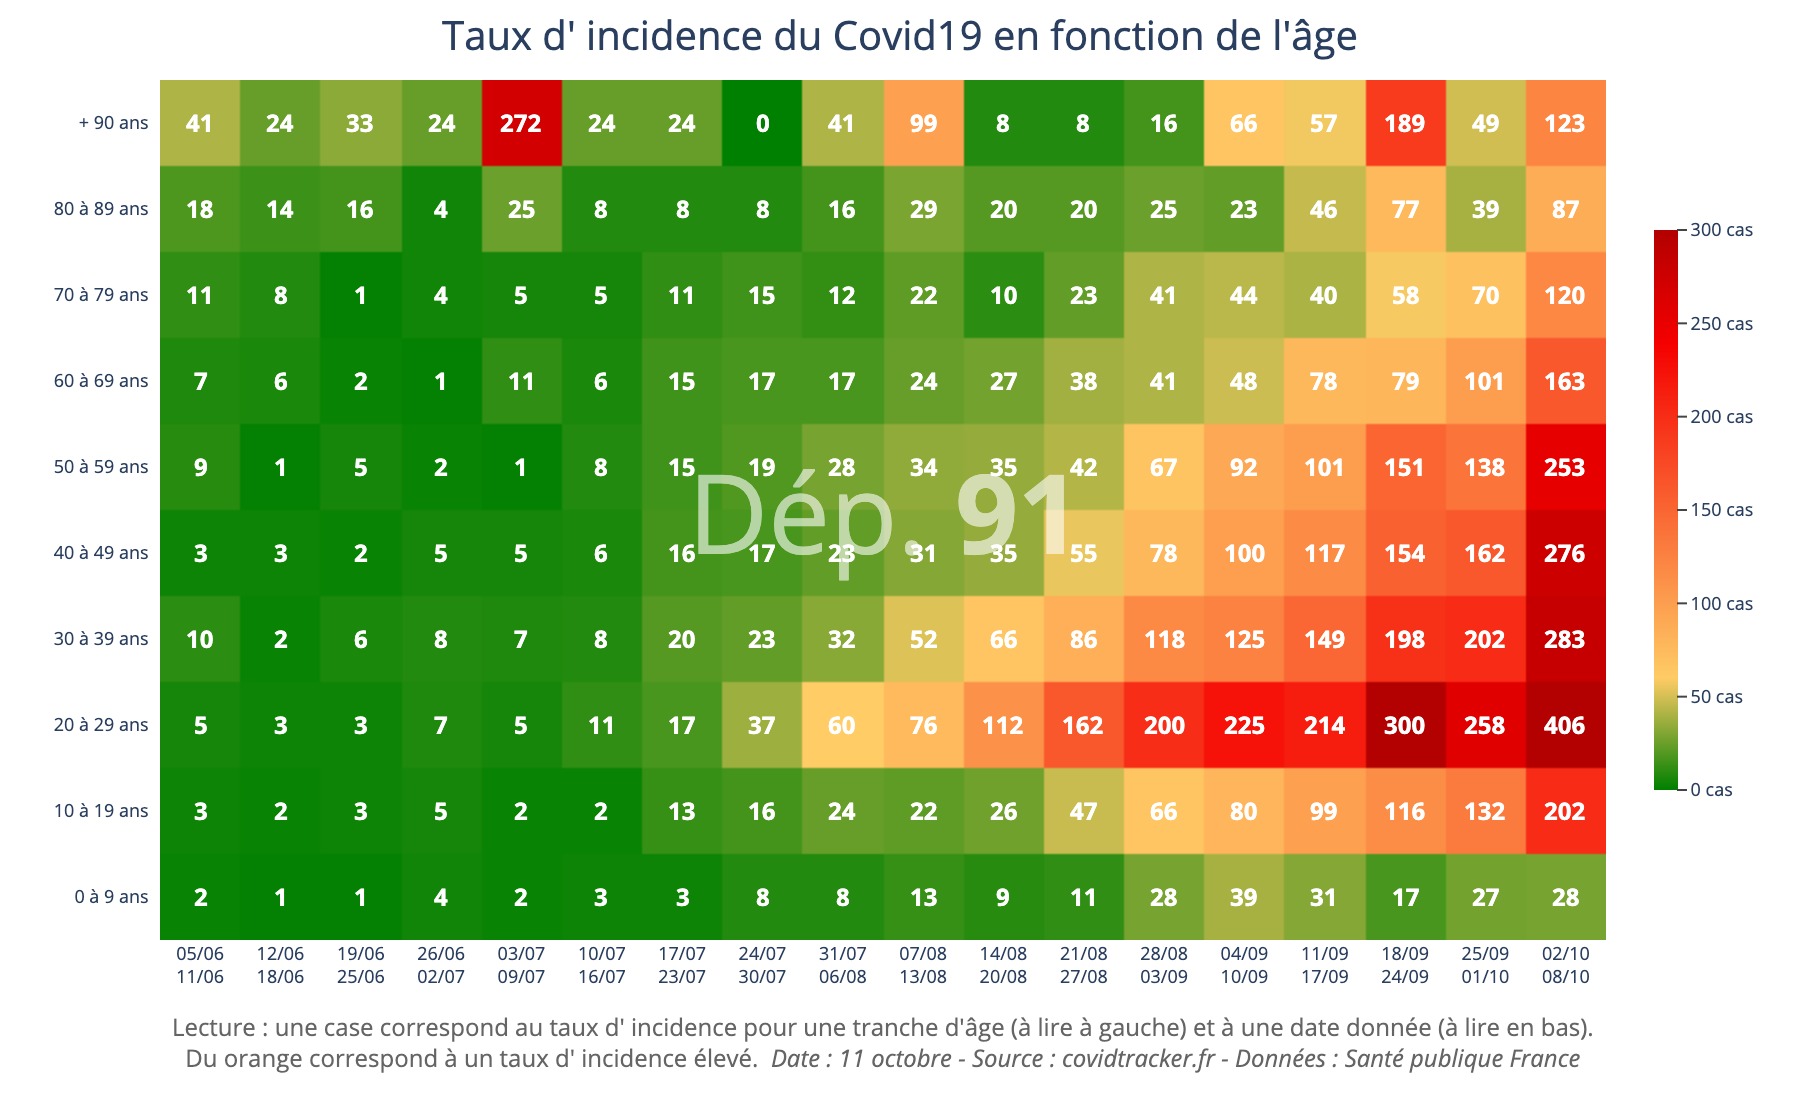 Taux d' incidence du Covid19 en fonction de l'âge
+ 90 ans 41 24 33 24 272 24 24 0 41 99 8 8 16 66 57 189 49 123
80 à 89 ans 18 14 16 4 25 8 8 8 16 29 20 20 25 23 46 77 39 87
70 à 79 ans 11 8 1 4 5 5 11 15 12 22 10 23 41 44 40 58 70 120
60 à 69 ans 7 6 2 1 11 6 15 17 17 24 27 38 41 48 78 79 101 163
50 à 59 ans 9 1 5 2 1 8 15 19 28 34 35 42 67 92 101 151 138 253
Dép. 91
40 à 49 ans 3 3 2 5 5 6 16 17 23 31 35 55 78 100 117 154 162 276
30 à 39 ans 10 2 6 8 7 8 20 23 32 52 66 86 118 125 149 198 202 283
20 à 29 ans 5 3 3 7 5 11 17 37 60 76 112 162 200 225 214 300 258 406
10 à 19 ans 3 2 3 5 2 2 13 16 24 22 26 47 66 80 99 116 132 202
0 à 9 ans 2 1 1 4 2 3 3 8 8 13 9 11 28 39 31 17 27 28
05/06 12/06 19/06 26/06 03/07 10/07 17/07 24/07 31/07 07/08 14/08 21/08 28/08 04/09 11/09 18/09 25/09 02/10
11/06 18/06 25/06 02/07 09/07 16/07 23/07 30/07 06/08 13/08 20/08 27/08 03/09 10/09 17/09 24/09 01/10 08/10
300 cas
250 cas
200 cas
150 cas
100 cas
50 cas
0 cas
Lecture : une case correspond au taux d' incidence pour une tranche d'âge (à lire à gauche) et à une date donnée (à lire en bas).
Du orange correspond à un taux d' incidence élevé. Date : 11 octobre - Source : covidtracker.fr - Données : Santé publique France